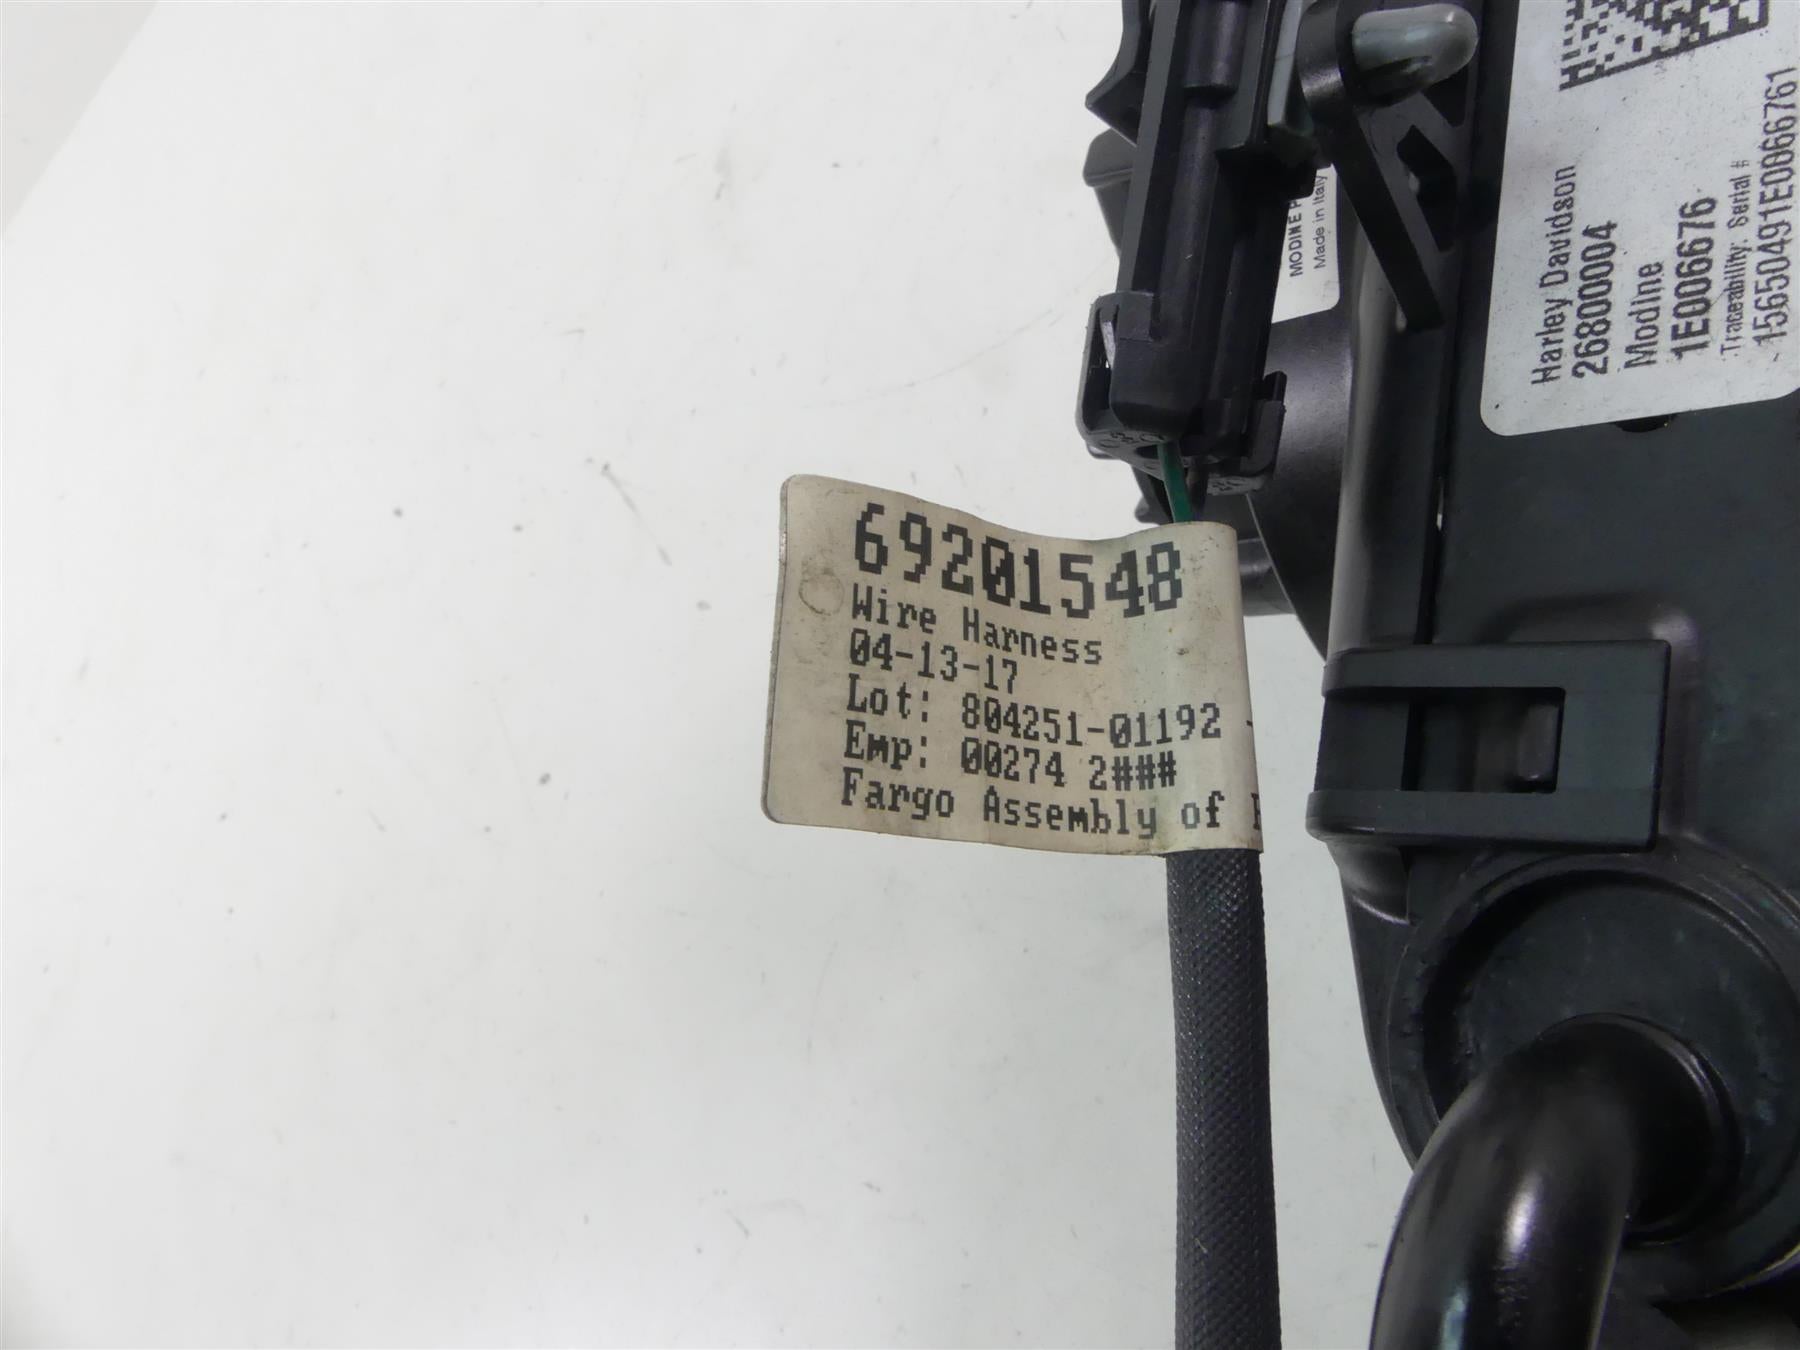 69201548
Wire Harness
04-13-17
Lot: 804251-01192 -
Emp: 00274 2###
Fargo Assembly of
MODINE
Made in Italy
Harley Davidson
26800004
Modine
1E006676
Traceability: Serial #
15650491E0066761